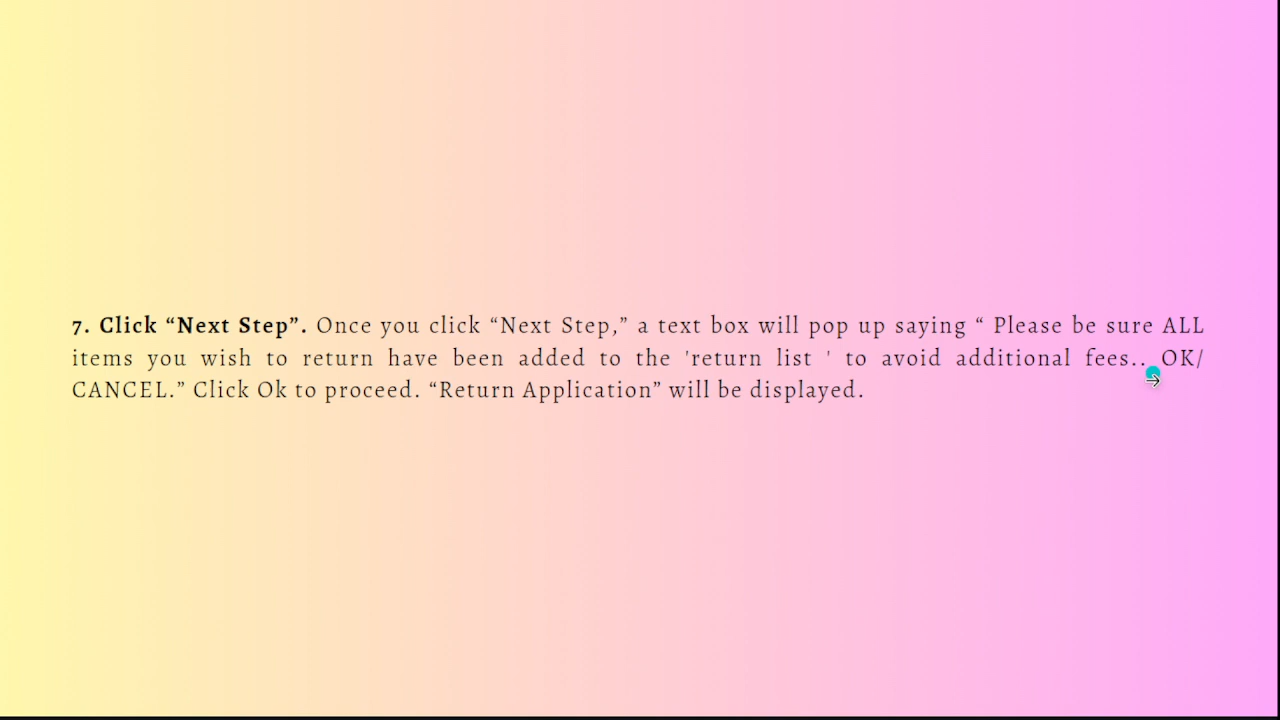 7. Click “Next Step”. Once you click “Next Step,” a text box will pop up saying “ Please be sure ALL
items you wish to return have been added to the 'return list ' to avoid additional fees... OK/
CANCEL.” Click Ok to proceed. “Return Application” will be displayed.